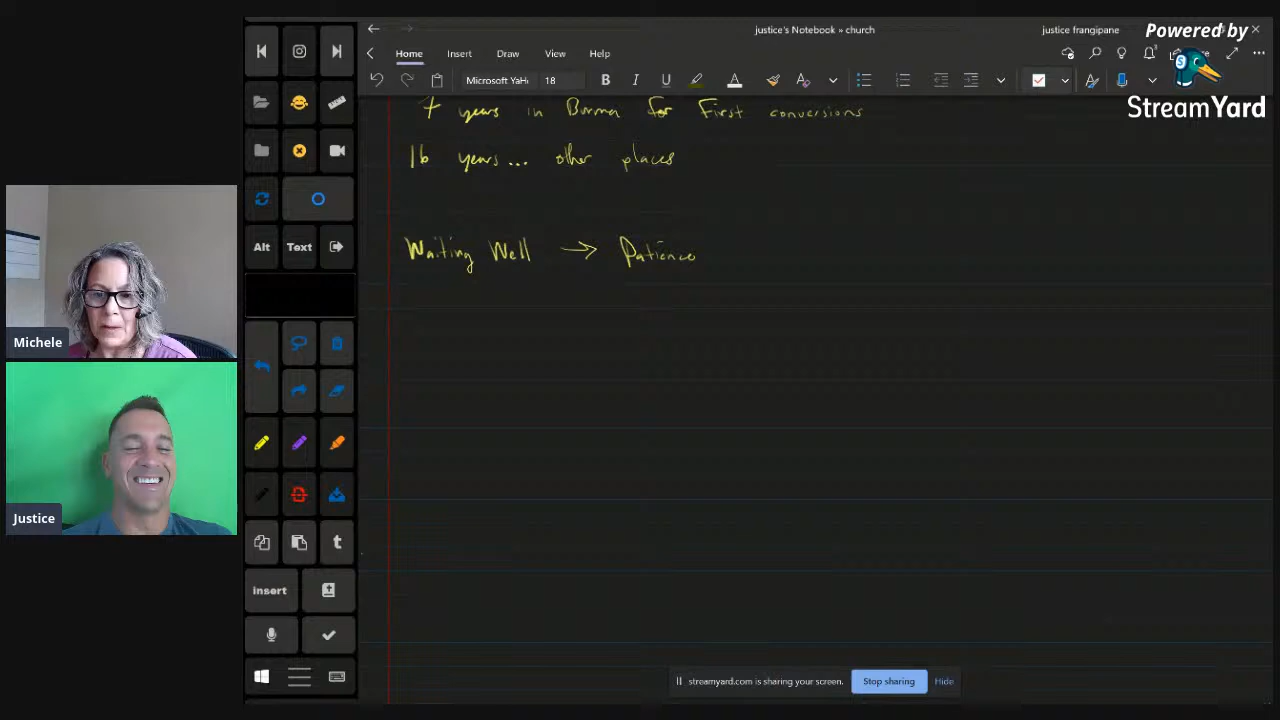 justice's Notebook » church
justice frangipane
Powered by
StreamYard
Home Insert Draw View Help
Microsoft YaHe 18 B I U A
7 years in Burma for First conversions
16 years... other places
Waiting Well → Patience
Alt Text
t
insert
Michele
Justice
streamyard.com is sharing your screen. Stop sharing Hide